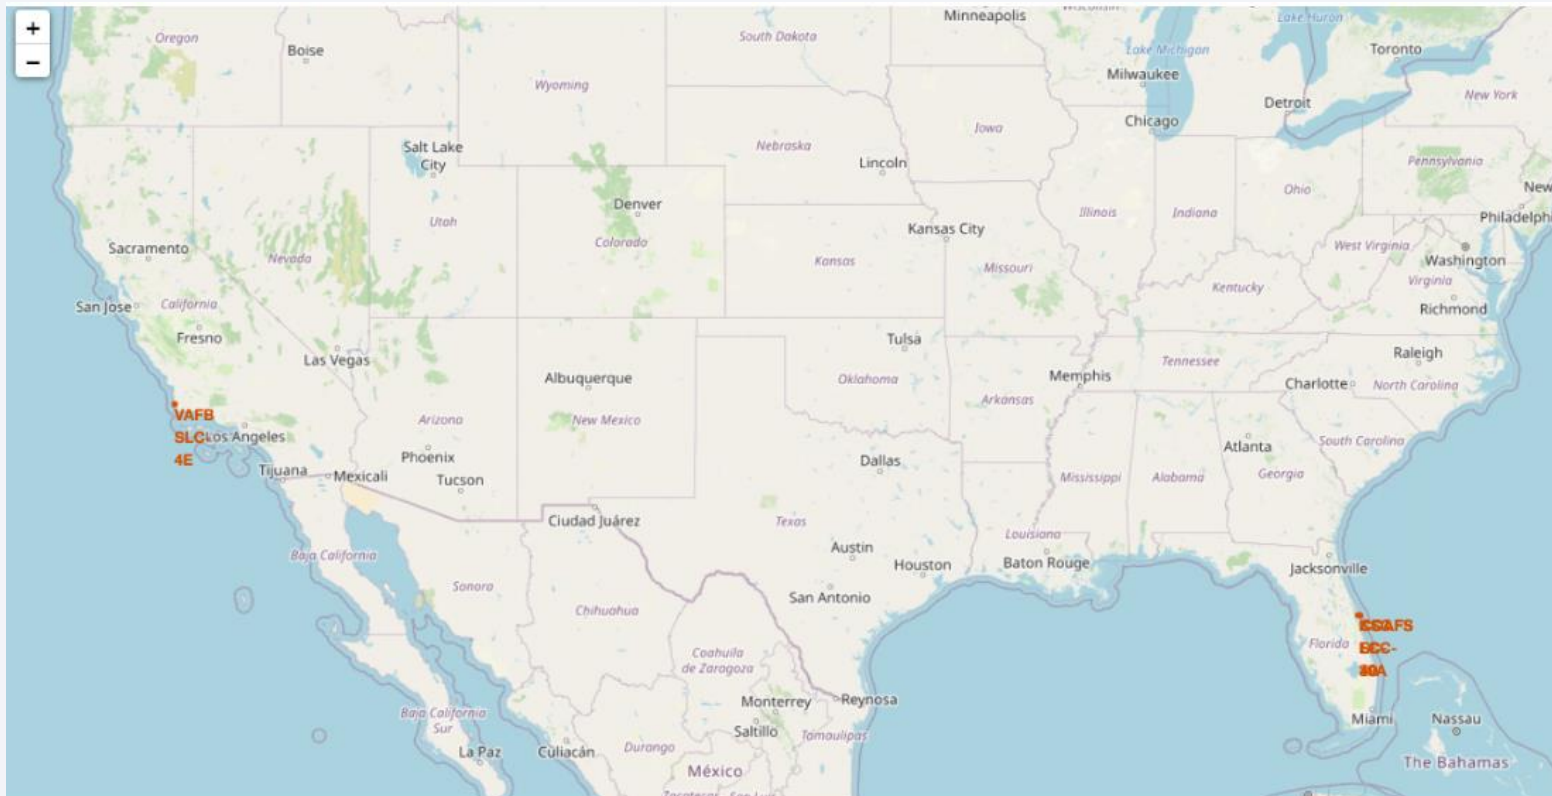 +
−
Oregon
Boise
Wyoming
South Dakota
Minneapolis
Wisconsin
Lake Michigan
Lake Huron
Toronto
Milwaukee
Detroit
Chicago
New York
Iowa
Nebraska
Lincoln
Salt Lake
City
Pennsylvania
New
Ohio
Denver
Utah
Colorado
Illinois
Indiana
Philadelphi
Kansas City
West Virginia
Washington
Sacramento
Nevada
Kansas
Missouri
Kentucky
Virginia
San Jose
California
Richmond
Fresno
Las Vegas
Tulsa
Tennessee
Raleigh
Albuquerque
Oklahoma
Memphis
Charlotte
North Carolina
Arkansas
VAFB
SLC-
4E
Los Angeles
Arizona
New Mexico
South Carolina
Atlanta
Phoenix
Dallas
Georgia
Tijuana
Mexicali
Tucson
Mississippi
Alabama
Ciudad Juárez
Texas
Louisiana
Austin
Baton Rouge
Baja California
Houston
Jacksonville
Sonora
San Antonio
Chihuahua
Florida
Coahuila
de Zaragoza
Monterrey
Reynosa
Baja California
Sur
Saltillo
Tamaulipas
Miami
Nassau
La Paz
Culiacán
Durango
México
The Bahamas